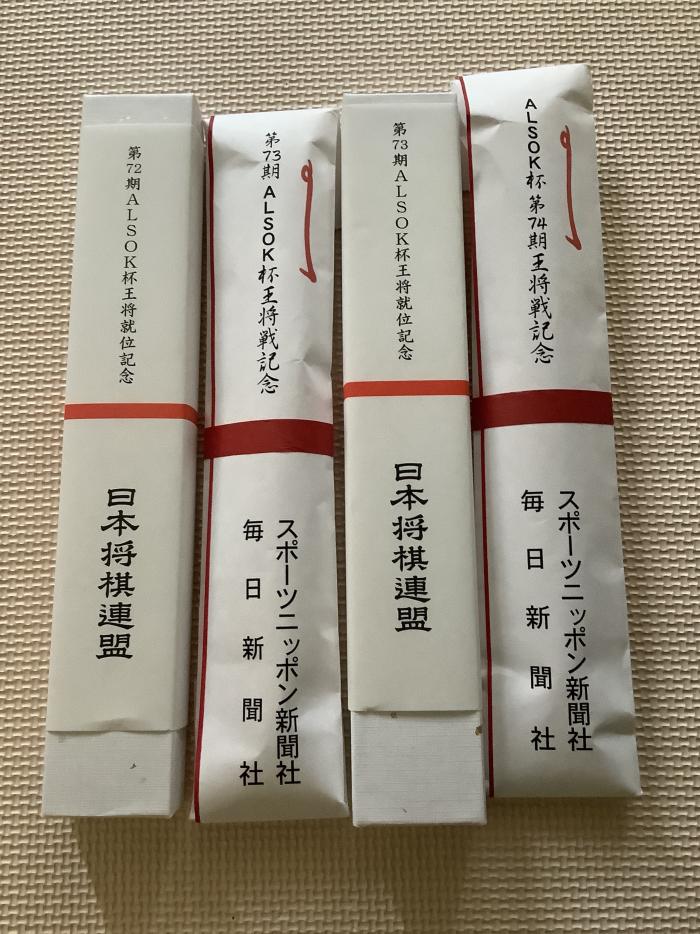 第72期ALSOK杯王将就位記念
日本将棋連盟
第73期ALSOK杯王将戦記念
スポーツニッポン新聞社
毎日新聞社
第73期ALSOK杯王将就位記念
日本将棋連盟
ALSOK杯第74期王将戦記念
スポーツニッポン新聞社
毎日新聞社